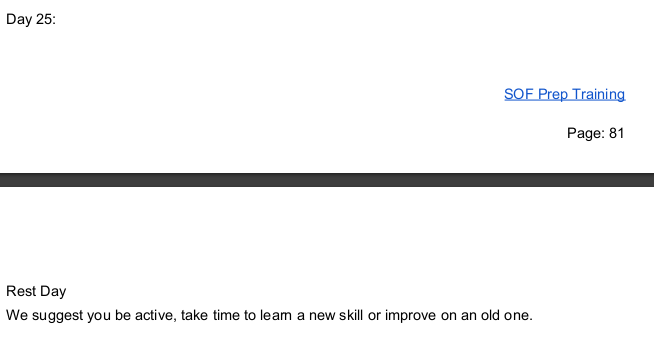 Day 25:
SOF Prep Training
Page: 81
Rest Day
We suggest you be active, take time to learn a new skill or improve on an old one.